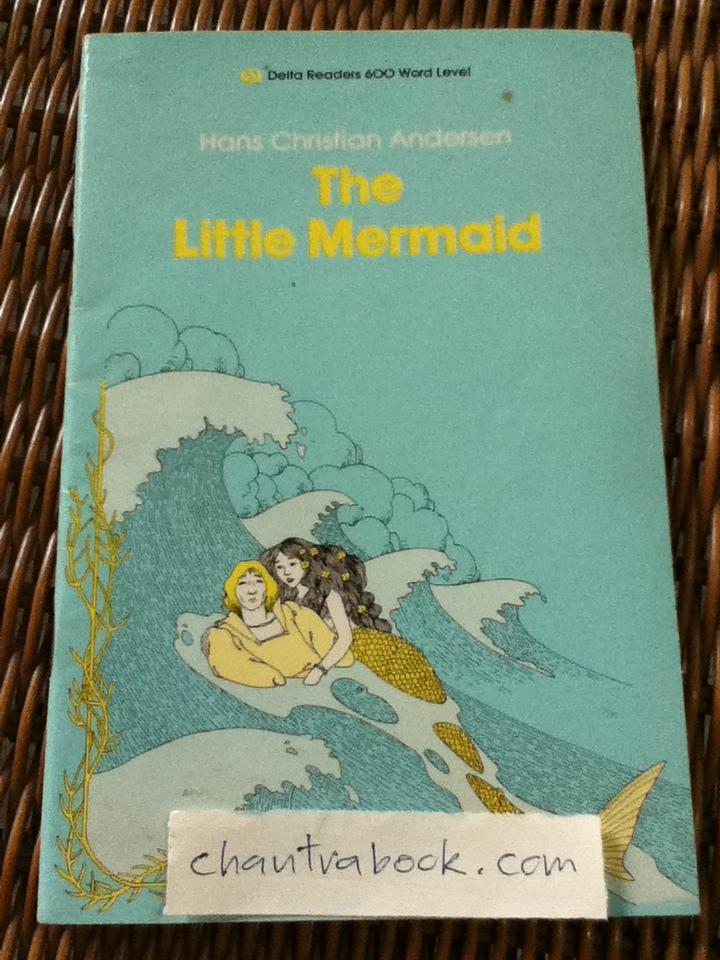 Delta Readers 600 Word Level
Hans Christian Andersen
The
Little Mermaid
chantrabook.com